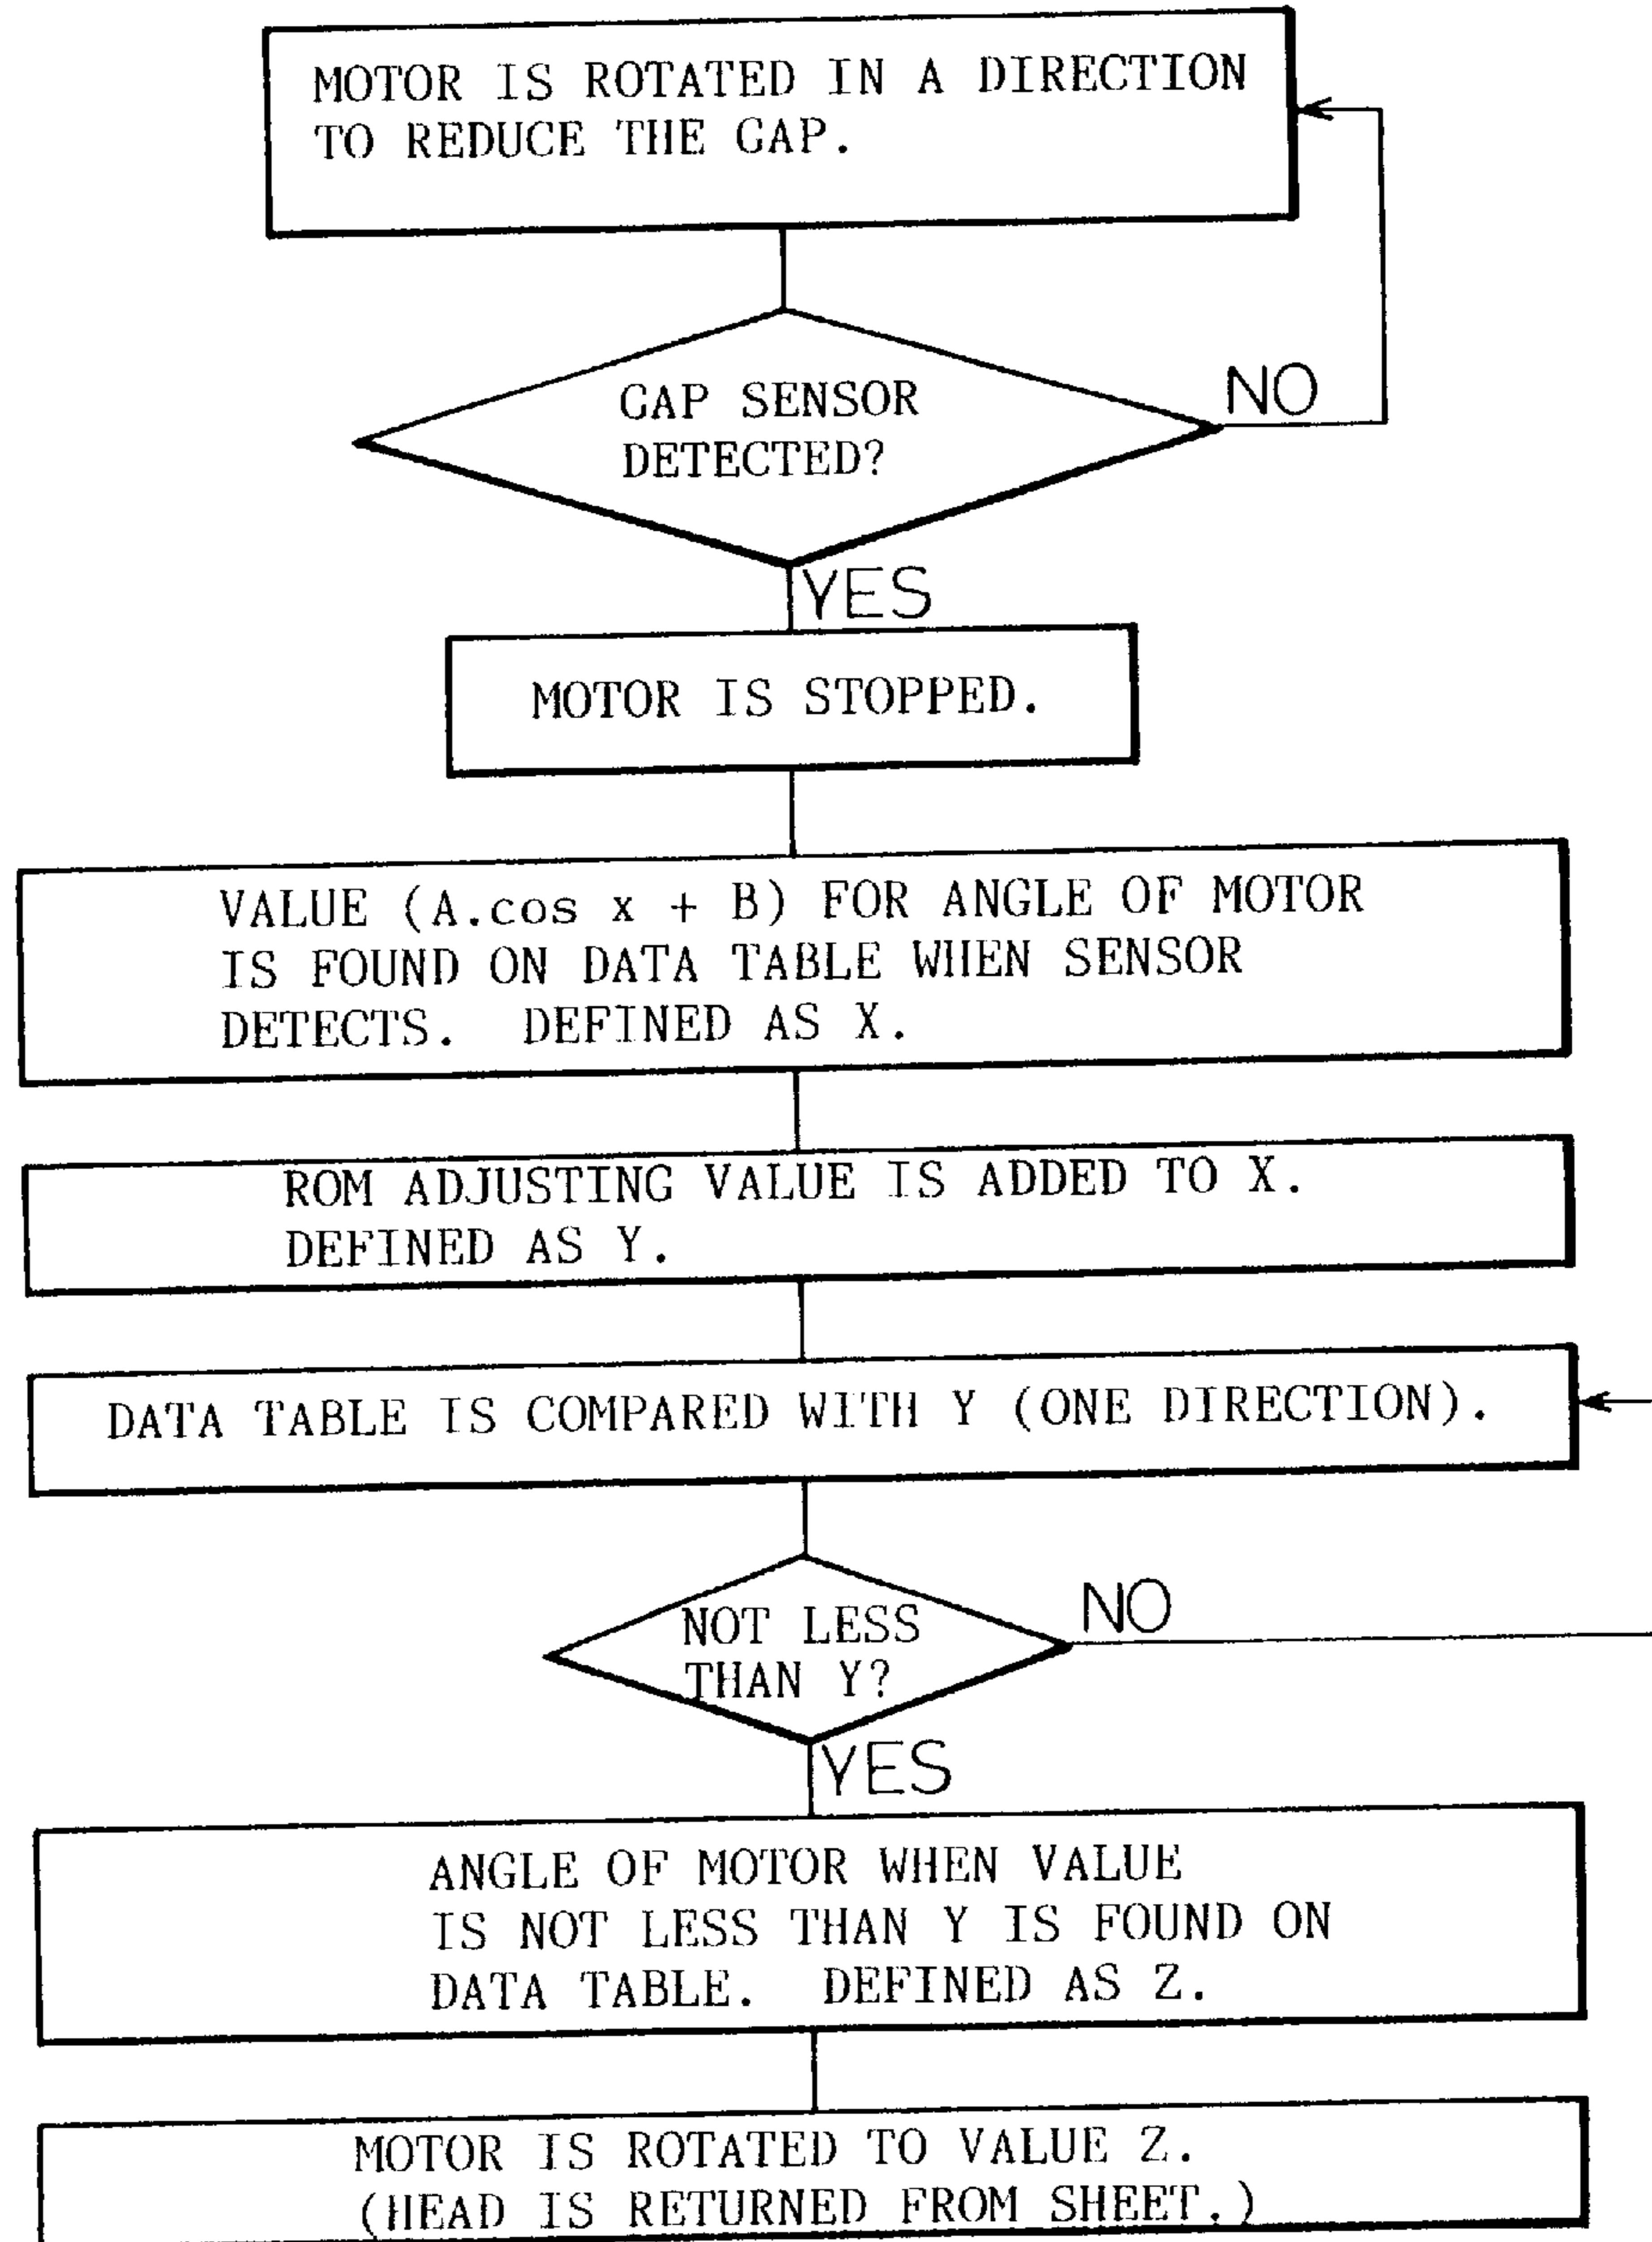 MOTOR IS ROTATED IN A DIRECTION
TO REDUCE THE GAP.
GAP SENSOR
DETECTED?
NO
YES
MOTOR IS STOPPED.
VALUE (A.cos x + B) FOR ANGLE OF MOTOR
IS FOUND ON DATA TABLE WHEN SENSOR
DETECTS. DEFINED AS X.
ROM ADJUSTING VALUE IS ADDED TO X.
DEFINED AS Y.
DATA TABLE IS COMPARED WITH Y (ONE DIRECTION).
NOT LESS
THAN Y?
NO
YES
ANGLE OF MOTOR WHEN VALUE
IS NOT LESS THAN Y IS FOUND ON
DATA TABLE. DEFINED AS Z.
MOTOR IS ROTATED TO VALUE Z.
(HEAD IS RETURNED FROM SHEET.)